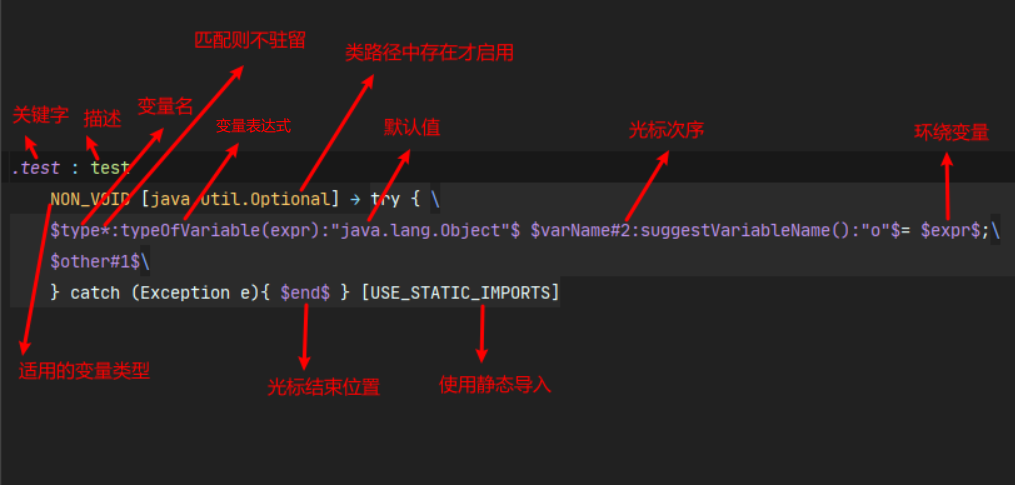 匹配则不驻留
类路径中存在才启用
关键字
描述
变量名
变量表达式
默认值
光标次序
环绕变量
.test : test
NON_VOID [java.util.Optional] → try { \
$type*:typeOfVariable(expr):"java.lang.Object"$ $varName#2:suggestVariableName():"o"$= $expr$;\
$other#1$\
} catch (Exception e){ $end$ } [USE_STATIC_IMPORTS]
适用的变量类型
光标结束位置
使用静态导入